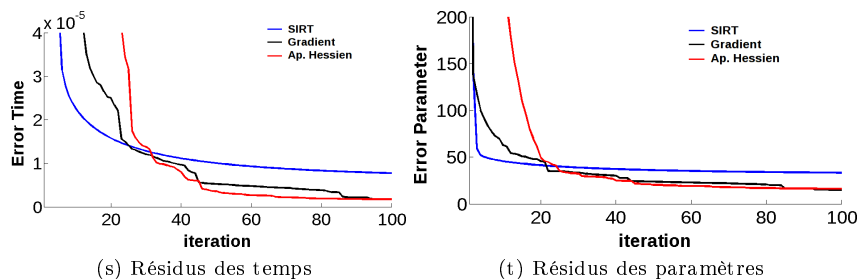 x 10⁻⁵
4
3
2
1
0
Error Time
SIRT
Gradient
Ap. Hessien
20 40 60 80 100
iteration
(s) Résidus des temps
200
150
100
50
0
Error Parameter
SIRT
Gradient
Ap. Hessien
20 40 60 80 100
iteration
(t) Résidus des paramètres